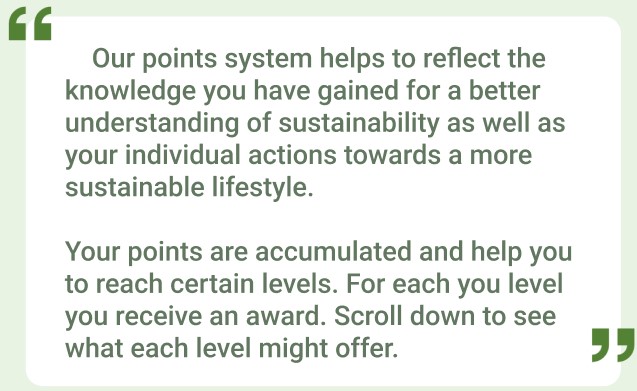 Our points system helps to reflect the
knowledge you have gained for a better
understanding of sustainability as well as
your individual actions towards a more
sustainable lifestyle.
Your points are accumulated and help you
to reach certain levels. For each you level
you receive an award. Scroll down to see
what each level might offer.